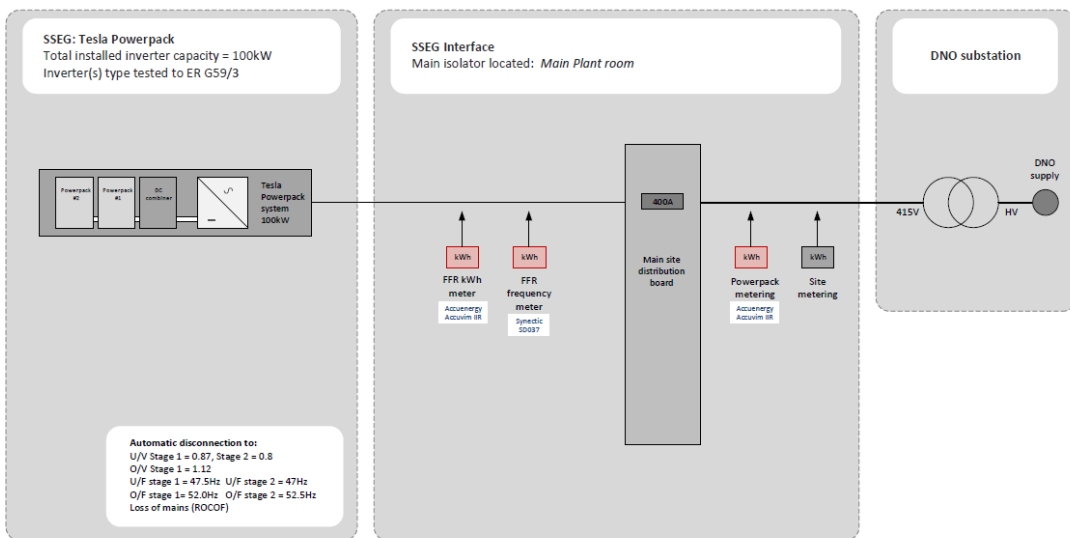 SSEG: Tesla Powerpack
Total installed inverter capacity = 100kW
Inverter(s) type tested to ER G59/3
SSEG Interface
Main isolator located: Main Plant room
DNO substation
Powerpack
#2
Powerpack
#1
DC
combiner
Tesla
Powerpack
system
100kW
400A
Main site
distribution
board
kWh
FFR kWh
meter
Accuenergy
Accuvim IIR
kWh
FFR
frequency
meter
Synectic
SD037
kWh
Powerpack
metering
Accuenergy
Accuvim IIR
kWh
Site
metering
415V
HV
DNO
supply
Automatic disconnection to:
U/V Stage 1 = 0.87, Stage 2 = 0.8
O/V Stage 1 = 1.12
U/F stage 1 = 47.5Hz U/F stage 2 = 47Hz
O/F stage 1= 52.0Hz O/F stage 2 = 52.5Hz
Loss of mains (ROCOF)